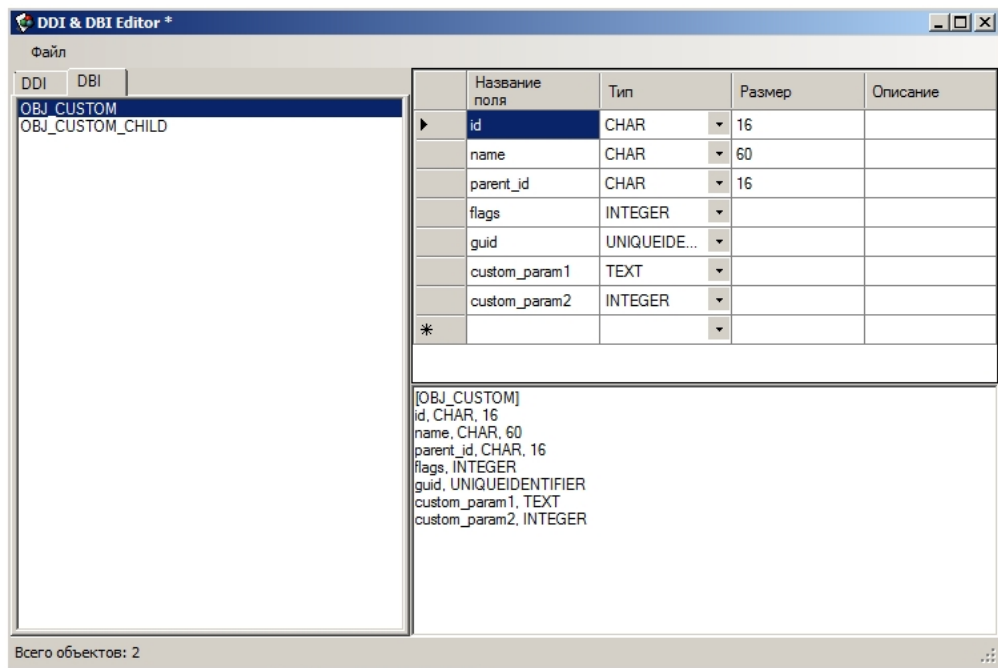 DDI & DBI Editor *
Файл
DDI DBI
OBJ_CUSTOM
OBJ_CUSTOM_CHILD
Название поля Тип Размер Описание
id CHAR 16
name CHAR 60
parent_id CHAR 16
flags INTEGER
guid UNIQUEIDE...
custom_param1 TEXT
custom_param2 INTEGER
[OBJ_CUSTOM]
id, CHAR, 16
name, CHAR, 60
parent_id, CHAR, 16
flags, INTEGER
guid, UNIQUEIDENTIFIER
custom_param1, TEXT
custom_param2, INTEGER
Всего объектов: 2